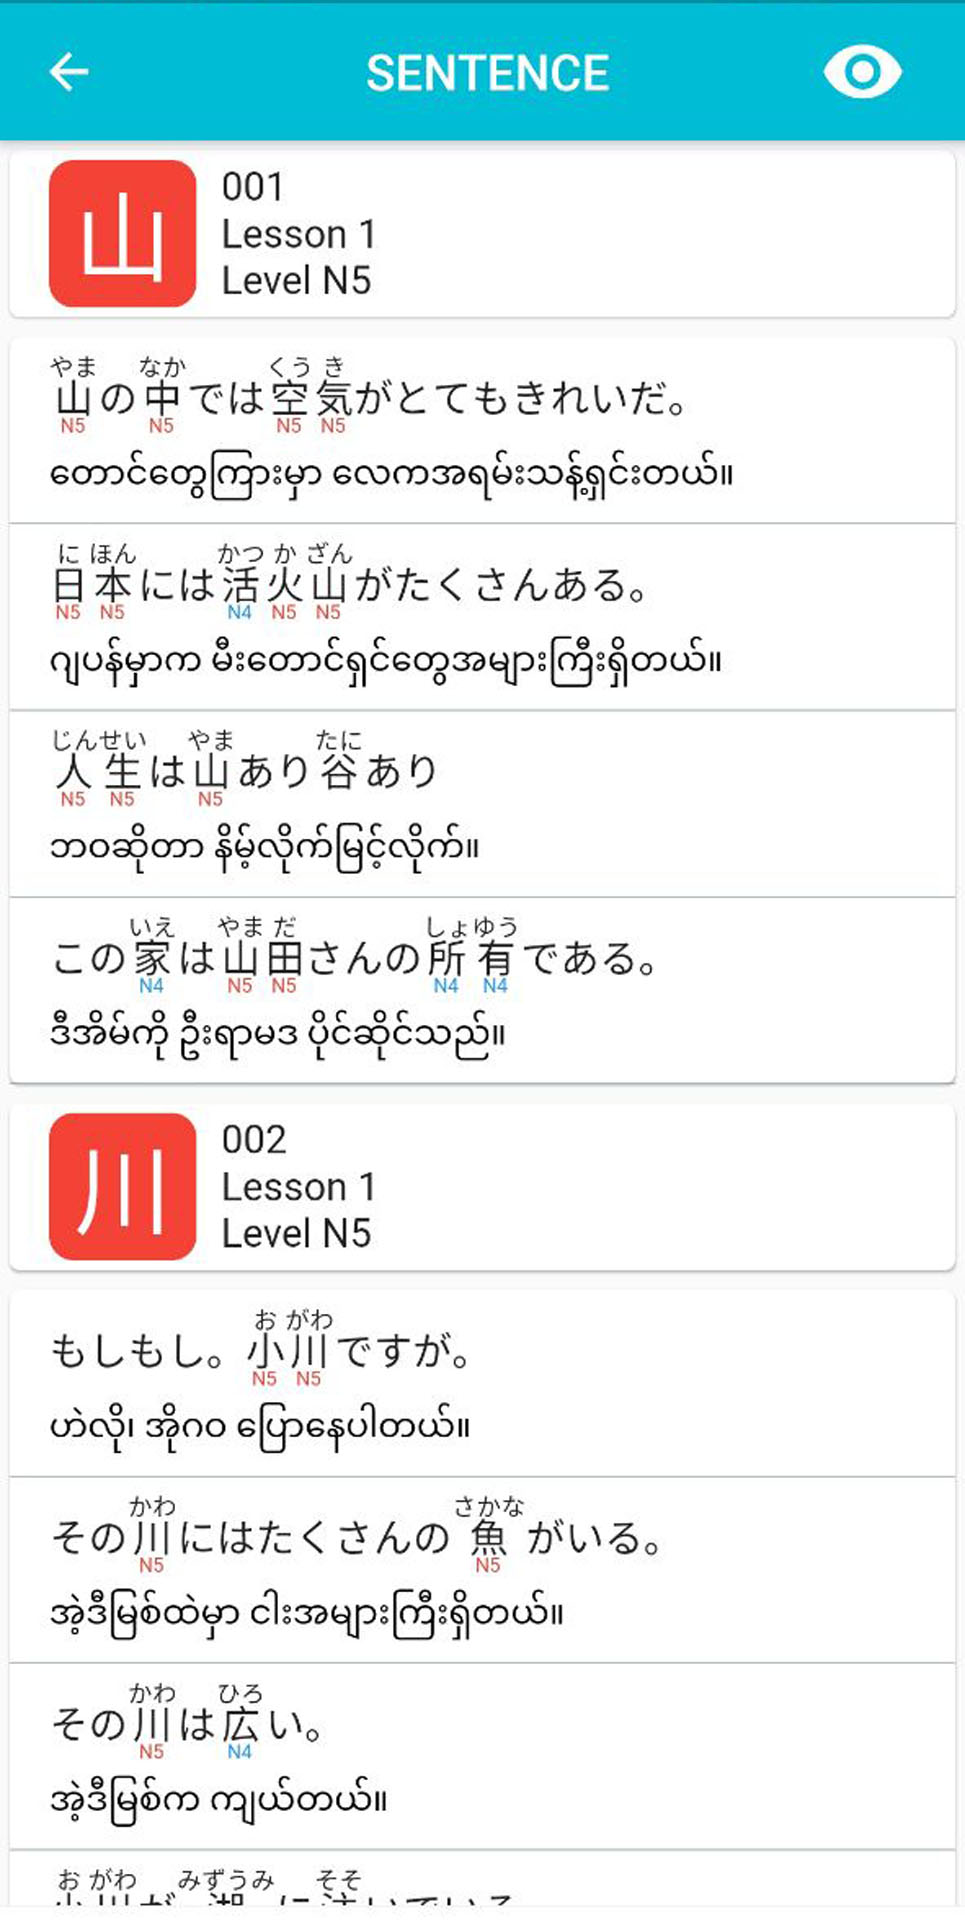 SENTENCE
山
001
Lesson 1
Level N5
やま なか くう き
山の中では空気がとてもきれいだ。
N5 N5 N5 N5
တောင်တွေကြားမှာ လေကအရမ်းသန့်ရှင်းတယ်။
に ほん かつ か ざん
日本には活火山がたくさんある。
N5 N5 N4 N5 N5
ဂျပန်မှာက မီးတောင်ရှင်တွေအများကြီးရှိတယ်။
じんせい やま たに
人生は山あり谷あり
N5 N5 N5
ဘဝဆိုတာ နိမ့်လိုက်မြင့်လိုက်။
いえ やま だ しょゆう
この家は山田さんの所有である。
N4 N5 N5 N4 N4
ဒီအိမ်ကို ဦးရာမဒ ပိုင်ဆိုင်သည်။
川
002
Lesson 1
Level N5
お がわ
もしもし。小川ですが。
N5 N5
ဟဲလို၊ အိုဂဝ ပြောနေပါတယ်။
かわ さかな
その川にはたくさんの魚がいる。
N5 N5
အဲ့ဒီမြစ်ထဲမှာ ငါးအများကြီးရှိတယ်။
かわ ひろ
その川は広い。
N5 N4
အဲ့ဒီမြစ်က ကျယ်တယ်။
お がわ みずうみ そそ